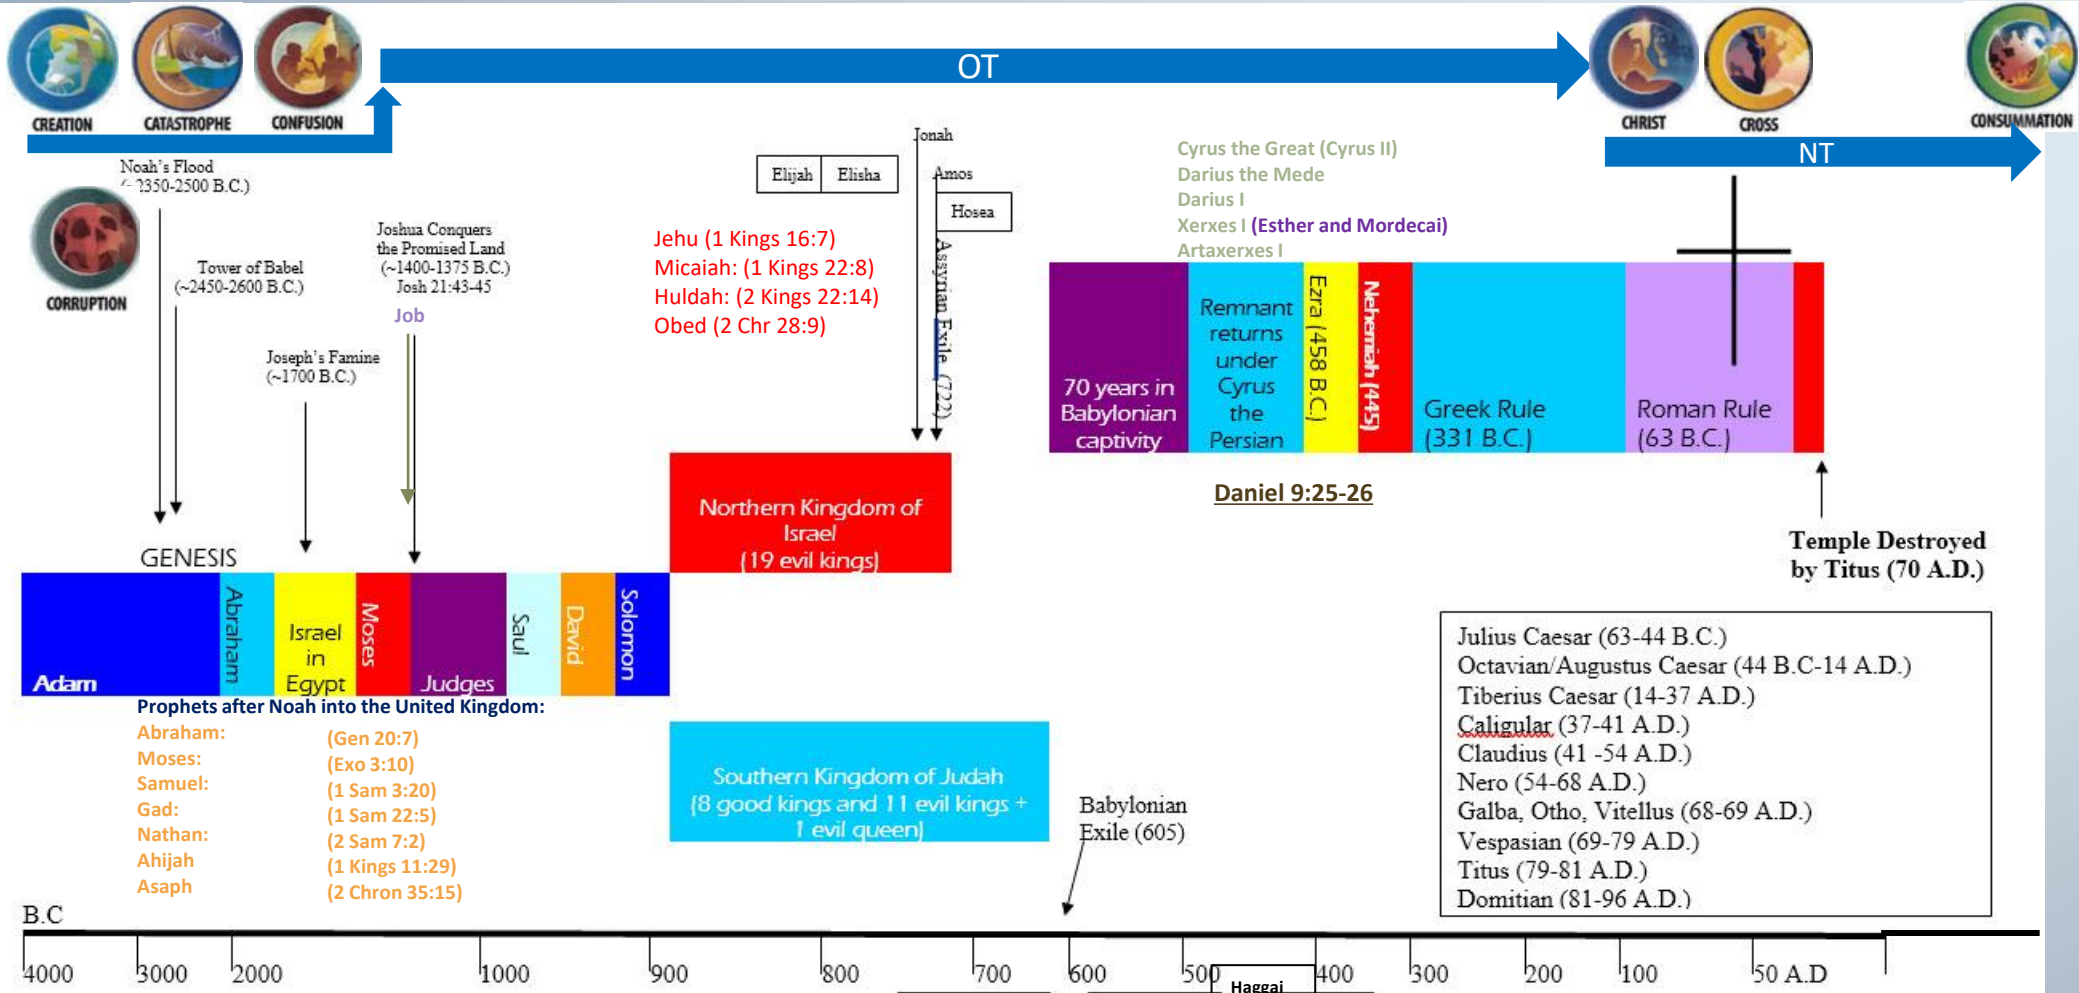 CREATION
CATASTROPHE
CONFUSION
OT
CHRIST
CROSS
CONSUMMATION
NT
Noah's Flood
(~2350-2500 B.C.)
CORRUPTION
Tower of Babel
(~2450-2600 B.C.)
Joseph's Famine
(~1700 B.C.)
Joshua Conquers
the Promised Land
(~1400-1375 B.C.)
Josh 21:43-45
Job
Jehu (1 Kings 16:7)
Micaiah: (1 Kings 22:8)
Huldah: (2 Kings 22:14)
Obed (2 Chr 28:9)
Elijah
Elisha
Jonah
Amos
Hosea
Assyrian Exile (722)
Cyrus the Great (Cyrus II)
Darius the Mede
Darius I
Xerxes I (Esther and Mordecai)
Artaxerxes I
70 years in
Babylonian
captivity
Remnant
returns
under
Cyrus
the
Persian
Ezra (458 B.C.)
Nehemiah (445)
Greek Rule
(331 B.C.)
Roman Rule
(63 B.C.)
Daniel 9:25-26
Temple Destroyed
by Titus (70 A.D.)
GENESIS
Adam
Abraham
Israel
in
Egypt
Moses
Judges
Saul
David
Solomon
Northern Kingdom of
Israel
(19 evil kings)
Southern Kingdom of Judah
(8 good kings and 11 evil kings +
1 evil queen)
Babylonian
Exile (605)
Prophets after Noah into the United Kingdom:
Abraham: (Gen 20:7)
Moses: (Exo 3:10)
Samuel: (1 Sam 3:20)
Gad: (1 Sam 22:5)
Nathan: (2 Sam 7:2)
Ahijah (1 Kings 11:29)
Asaph (2 Chron 35:15)
Julius Caesar (63-44 B.C.)
Octavian/Augustus Caesar (44 B.C-14 A.D.)
Tiberius Caesar (14-37 A.D.)
Caligular (37-41 A.D.)
Claudius (41 -54 A.D.)
Nero (54-68 A.D.)
Galba, Otho, Vitellus (68-69 A.D.)
Vespasian (69-79 A.D.)
Titus (79-81 A.D.)
Domitian (81-96 A.D.)
B.C
4000 3000 2000 1000 900 800 700 600 500 400 300 200 100 50 A.D
Haggai